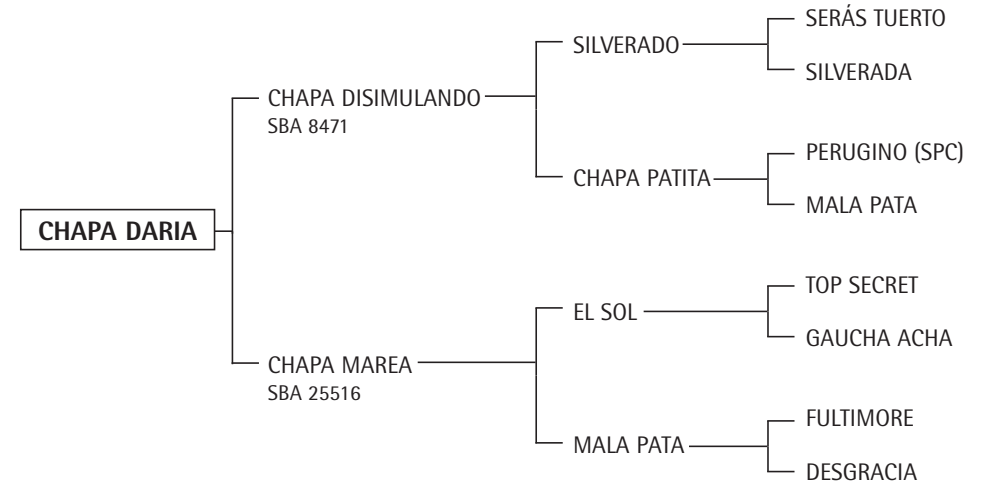 SERÁS TUERTO
SILVERADO
SILVERADA
CHAPA DISIMULANDO
SBA 8471
PERUGINO (SPC)
CHAPA PATITA
MALA PATA
CHAPA DARIA
TOP SECRET
EL SOL
GAUCHA ACHA
CHAPA MAREA
SBA 25516
FULTIMORE
MALA PATA
DESGRACIA